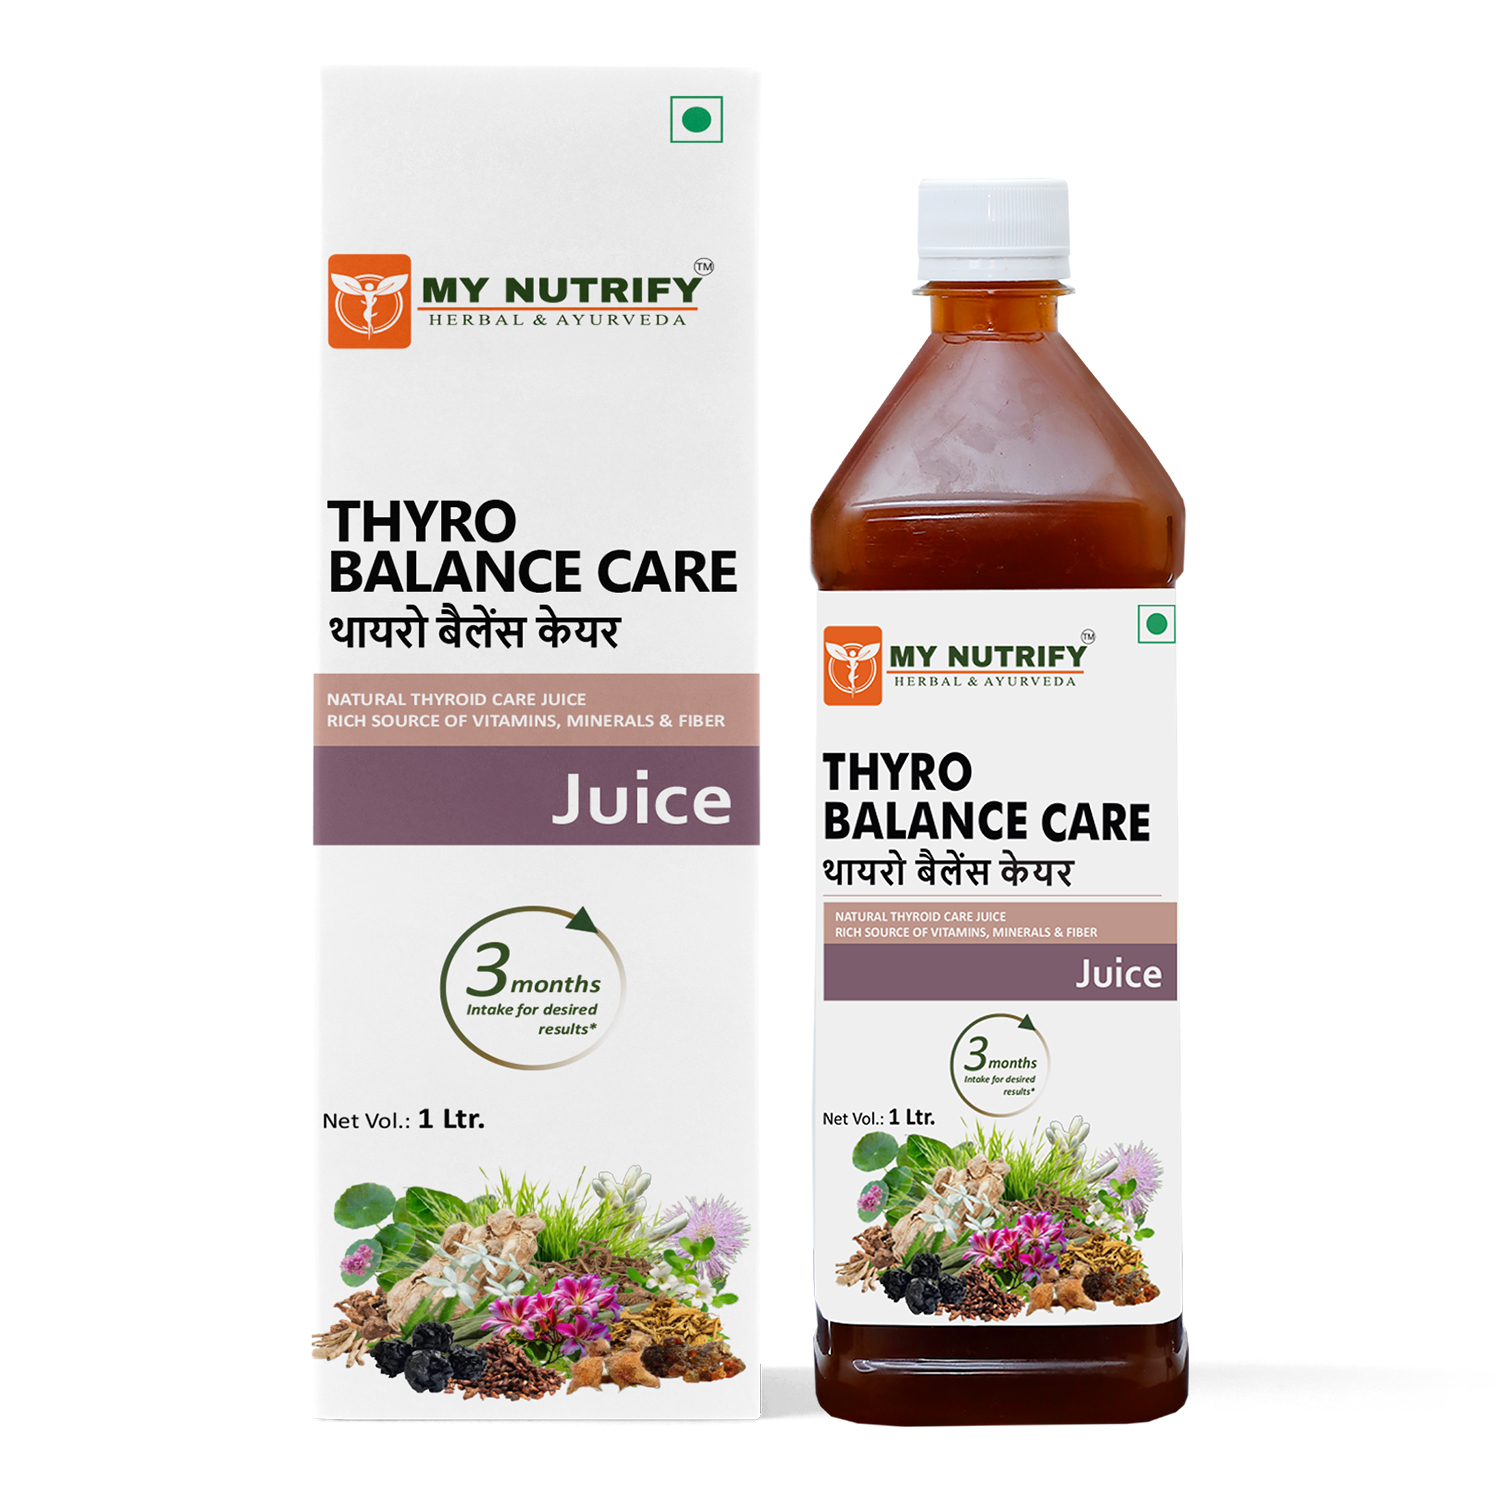 MY NUTRIFY TM
HERBAL & AYURVEDA
THYRO
BALANCE CARE
थायरो बैलेंस केयर
NATURAL THYROID CARE JUICE
RICH SOURCE OF VITAMINS, MINERALS & FIBER
Juice
3 months
Intake for desired
results*
Net Vol.: 1 Ltr.
MY NUTRIFY TM
HERBAL & AYURVEDA
THYRO
BALANCE CARE
थायरो बैलेंस केयर
NATURAL THYROID CARE JUICE
RICH SOURCE OF VITAMINS, MINERALS & FIBER
Juice
3 months
Intake for desired
results*
Net Vol.: 1 Ltr.